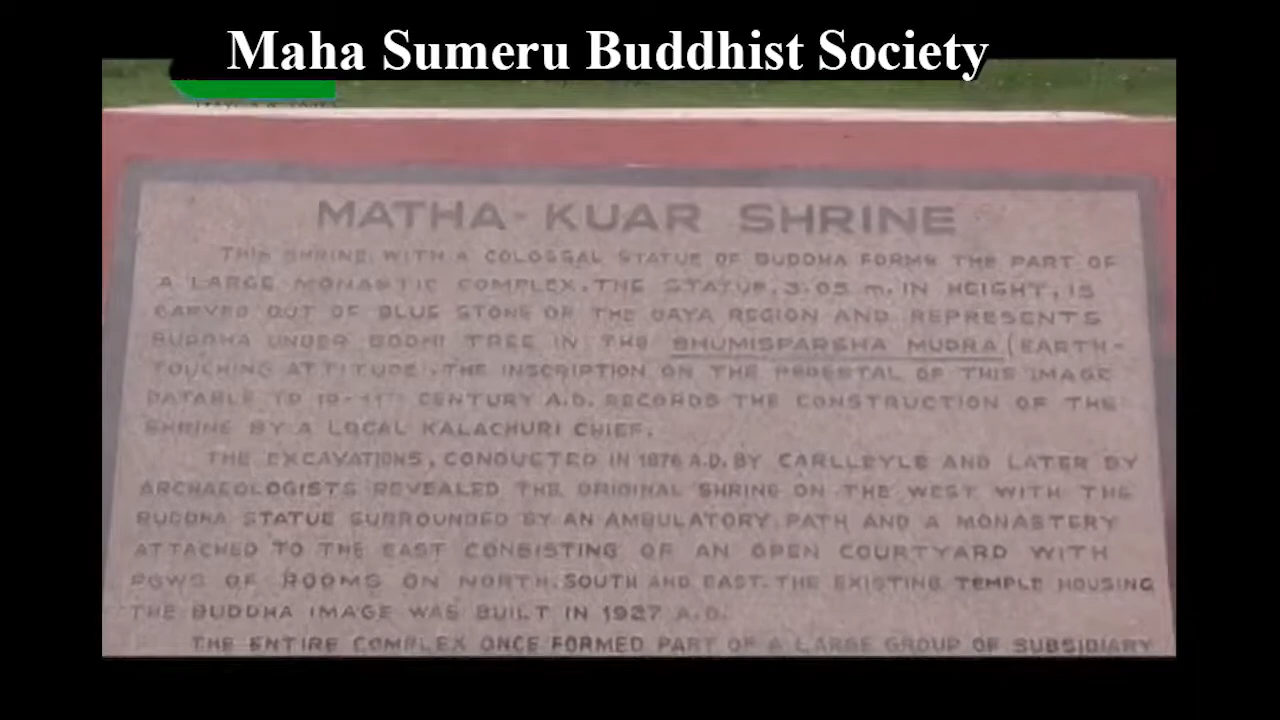 Maha Sumeru Buddhist Society
MATHA-KUAR SHRINE
THIS SHRINE WITH A COLOSSAL STATUE OF BUDDHA FORMS THE PART OF
A LARGE MONASTIC COMPLEX. THE STATUE, 3.05 m. IN HEIGHT, IS
CARVED OUT OF BLUE STONE OF THE GAYA REGION AND REPRESENTS
BUDDHA UNDER BODHI TREE IN THE BHUMISPARSHA MUDRA (EARTH-
TOUCHING ATTITUDE. THE INSCRIPTION ON THE PEDESTAL OF THIS IMAGE
DATABLE TO 10-11TH CENTURY A.D. RECORDS THE CONSTRUCTION OF THE
SHRINE BY A LOCAL KALACHURI CHIEF.
THE EXCAVATIONS, CONDUCTED IN 1876 A.D. BY CARLLEYLE AND LATER BY
ARCHAEOLOGISTS REVEALED THE ORIGINAL SHRINE ON THE WEST WITH THE
BUDDHA STATUE SURROUNDED BY AN AMBULATORY PATH AND A MONASTERY
ATTACHED TO THE EAST CONSISTING OF AN OPEN COURTYARD WITH
ROWS OF ROOMS ON NORTH, SOUTH AND EAST. THE EXISTING TEMPLE HOUSING
THE BUDDHA IMAGE WAS BUILT IN 1927 A.D.
THE ENTIRE COMPLEX ONCE FORMED PART OF A LARGE GROUP OF SUBSIDIARY